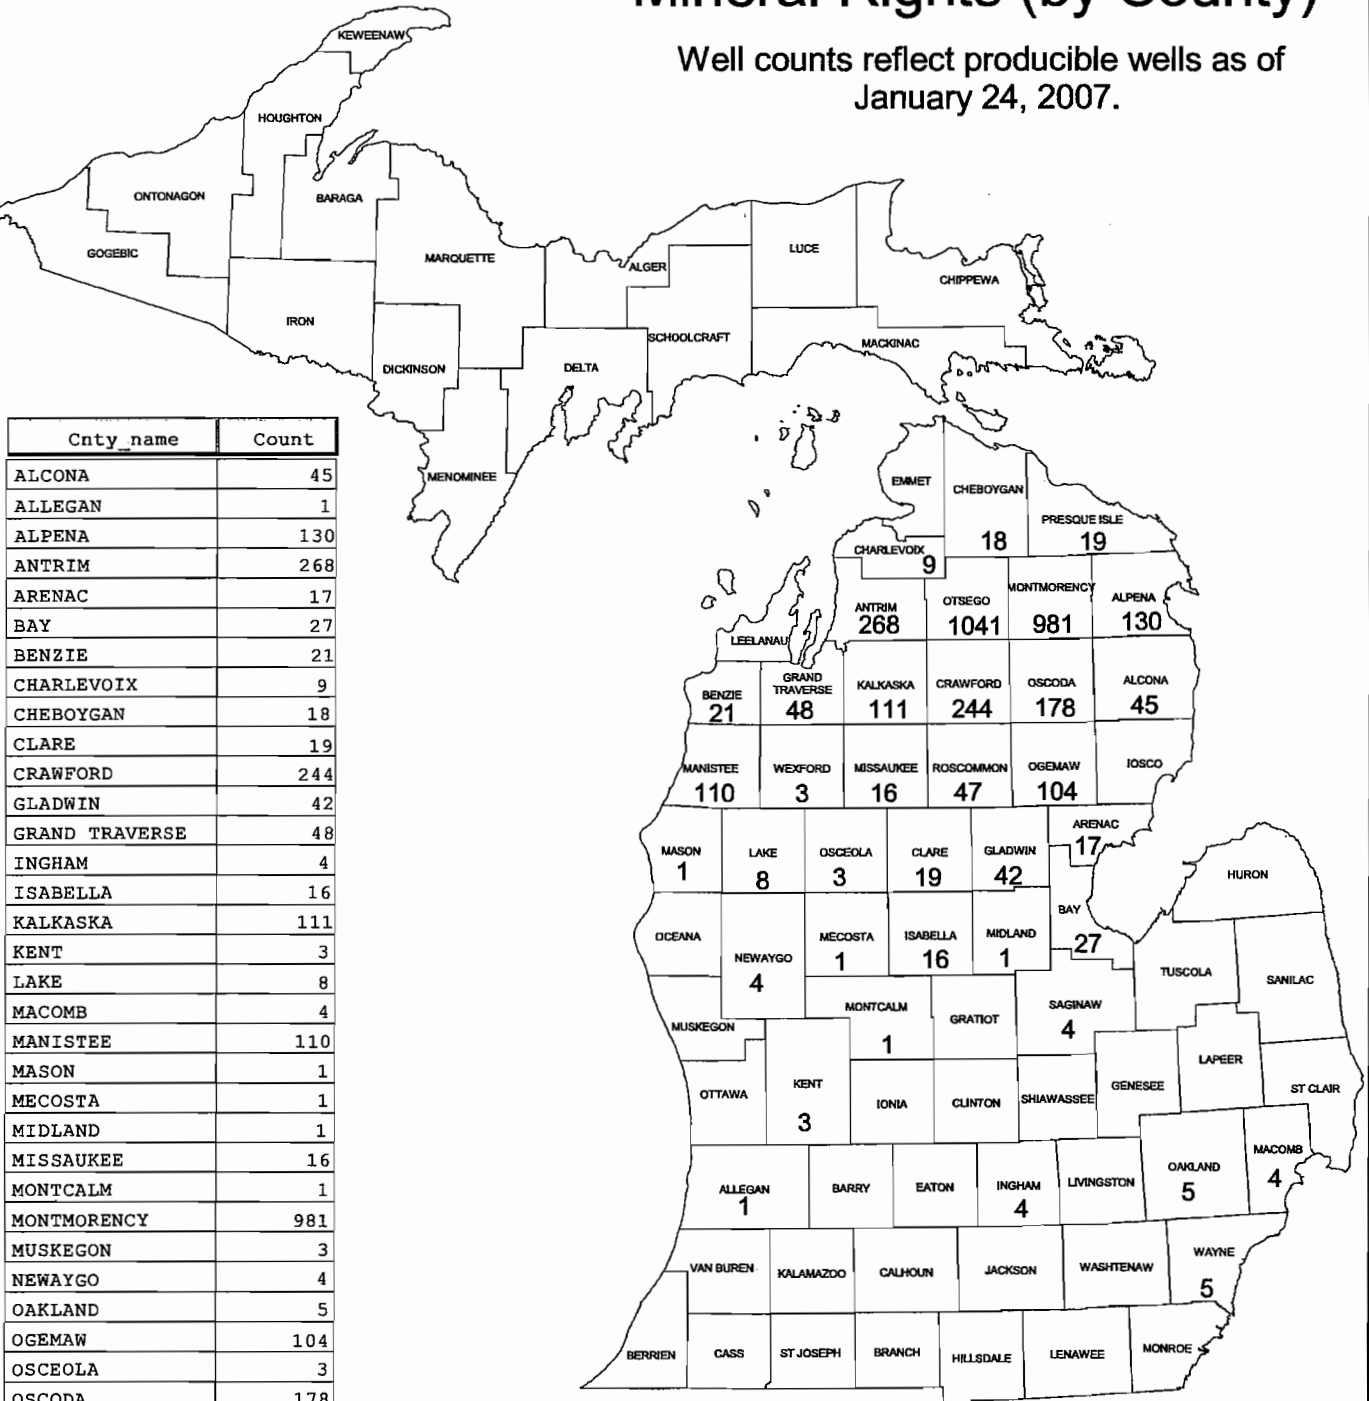 Mineral Rights (by County)
Well counts reflect producible wells as of
January 24, 2007.
KEWEENAW
HOUGHTON
ONTONAGON
BARAGA
GOGEBIC
MARQUETTE
ALGER
LUCE
CHIPPEWA
IRON
SCHOOLCRAFT
MACKINAC
DICKINSON
DELTA
MENOMINEE
Cnty_name Count
ALCONA 45
ALLEGAN 1
ALPENA 130
ANTRIM 268
ARENAC 17
BAY 27
BENZIE 21
CHARLEVOIX 9
CHEBOYGAN 18
CLARE 19
CRAWFORD 244
GLADWIN 42
GRAND TRAVERSE 48
INGHAM 4
ISABELLA 16
KALKASKA 111
KENT 3
LAKE 8
MACOMB 4
MANISTEE 110
MASON 1
MECOSTA 1
MIDLAND 1
MISSAUKEE 16
MONTCALM 1
MONTMORENCY 981
MUSKEGON 3
NEWAYGO 4
OAKLAND 5
OGEMAW 104
OSCEOLA 3
OSCODA 178
EMMET
CHEBOYGAN
18
PRESQUE ISLE
19
CHARLEVOIX
9
ANTRIM
268
OTSEGO
1041
MONTMORENCY
981
ALPENA
130
LEELANAU
BENZIE
21
GRAND
TRAVERSE
48
KALKASKA
111
CRAWFORD
244
OSCODA
178
ALCONA
45
MANISTEE
110
WEXFORD
3
MISSAUKEE
16
ROSCOMMON
47
OGEMAW
104
IOSCO
MASON
1
LAKE
8
OSCEOLA
3
CLARE
19
GLADWIN
42
ARENAC
17
HURON
OCEANA
NEWAYGO
4
MECOSTA
1
ISABELLA
16
MIDLAND
1
BAY
27
TUSCOLA
SANILAC
MUSKEGON
MONTCALM
1
GRATIOT
SAGINAW
4
LAPEER
OTTAWA
KENT
3
IONIA
CLINTON
SHIAWASSEE
GENESEE
ST CLAIR
ALLEGAN
1
BARRY
EATON
INGHAM
4
LIVINGSTON
OAKLAND
5
MACOMB
4
VAN BUREN
KALAMAZOO
CALHOUN
JACKSON
WASHTENAW
WAYNE
5
BERRIEN
CASS
ST JOSEPH
BRANCH
HILLSDALE
LENAWEE
MONROE